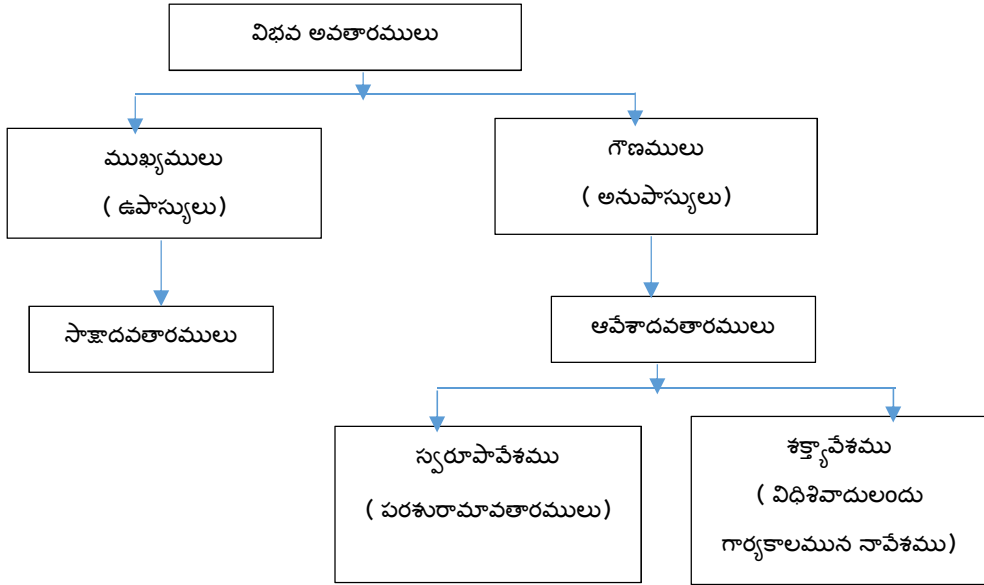 విభవ అవతారములు
ముఖ్యములు
( ఉపాస్యులు)
గౌణములు
( అనుపాస్యులు)
సాక్షాదవతారములు
ఆవేశాదవతారములు
స్వరూపావేశము
( పరశురామావతారములు)
శక్త్యావేశము
( విధిశివాదులందు
గార్యకాలమున నావేశము)